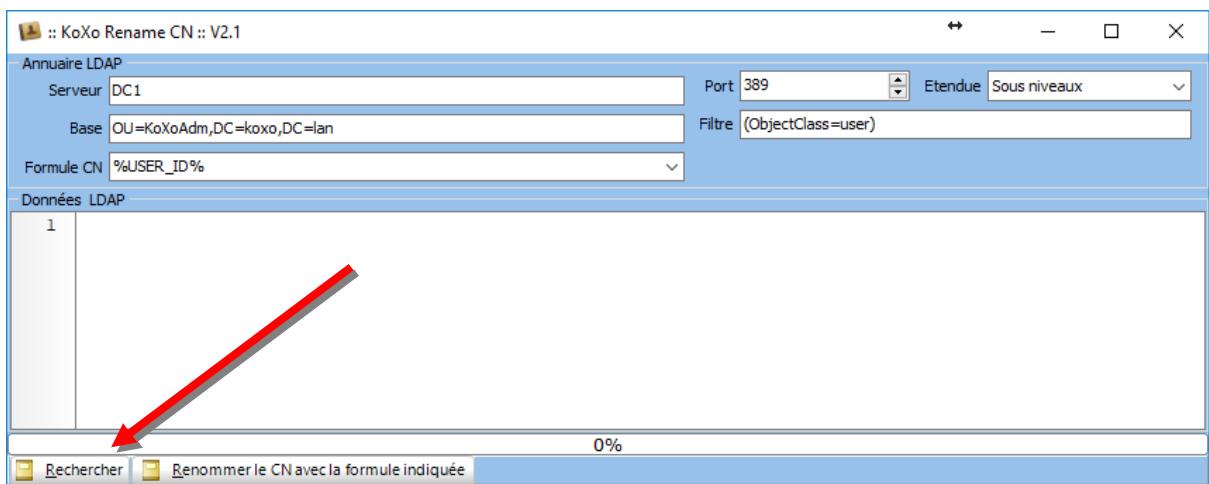 :: KoXo Rename CN :: V2.1
Annuaire LDAP
Serveur DC1 Port 389 Etendue Sous niveaux
Base OU=KoXoAdm,DC=koxo,DC=lan Filtre (ObjectClass=user)
Formule CN %USER_ID%
Données LDAP
1
0%
Rechercher Renommer le CN avec la formule indiquée